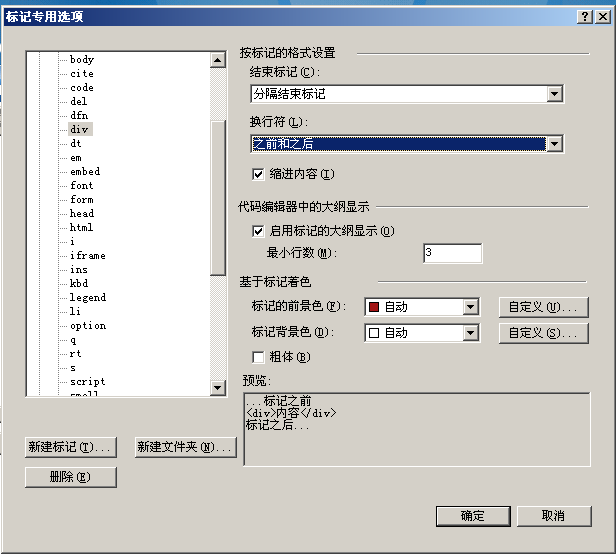 标记专用选项
body
cite
code
del
dfn
div
dt
em
embed
font
form
head
html
i
iframe
ins
kbd
legend
li
option
q
rt
s
script
small
新建标记(T)...
新建文件夹(N)...
删除(E)
按标记的格式设置
结束标记(C):
分隔结束标记
换行符(L):
之前和之后
缩进内容(I)
代码编辑器中的大纲显示
启用标记的大纲显示(O)
最小行数(M):
3
基于标记着色
标记的前景色(F):
自动
自定义(U)...
标记背景色(D):
自动
自定义(S)...
粗体(B)
预览:
...标记之前
<div>内容</div>
标记之后...
确定
取消